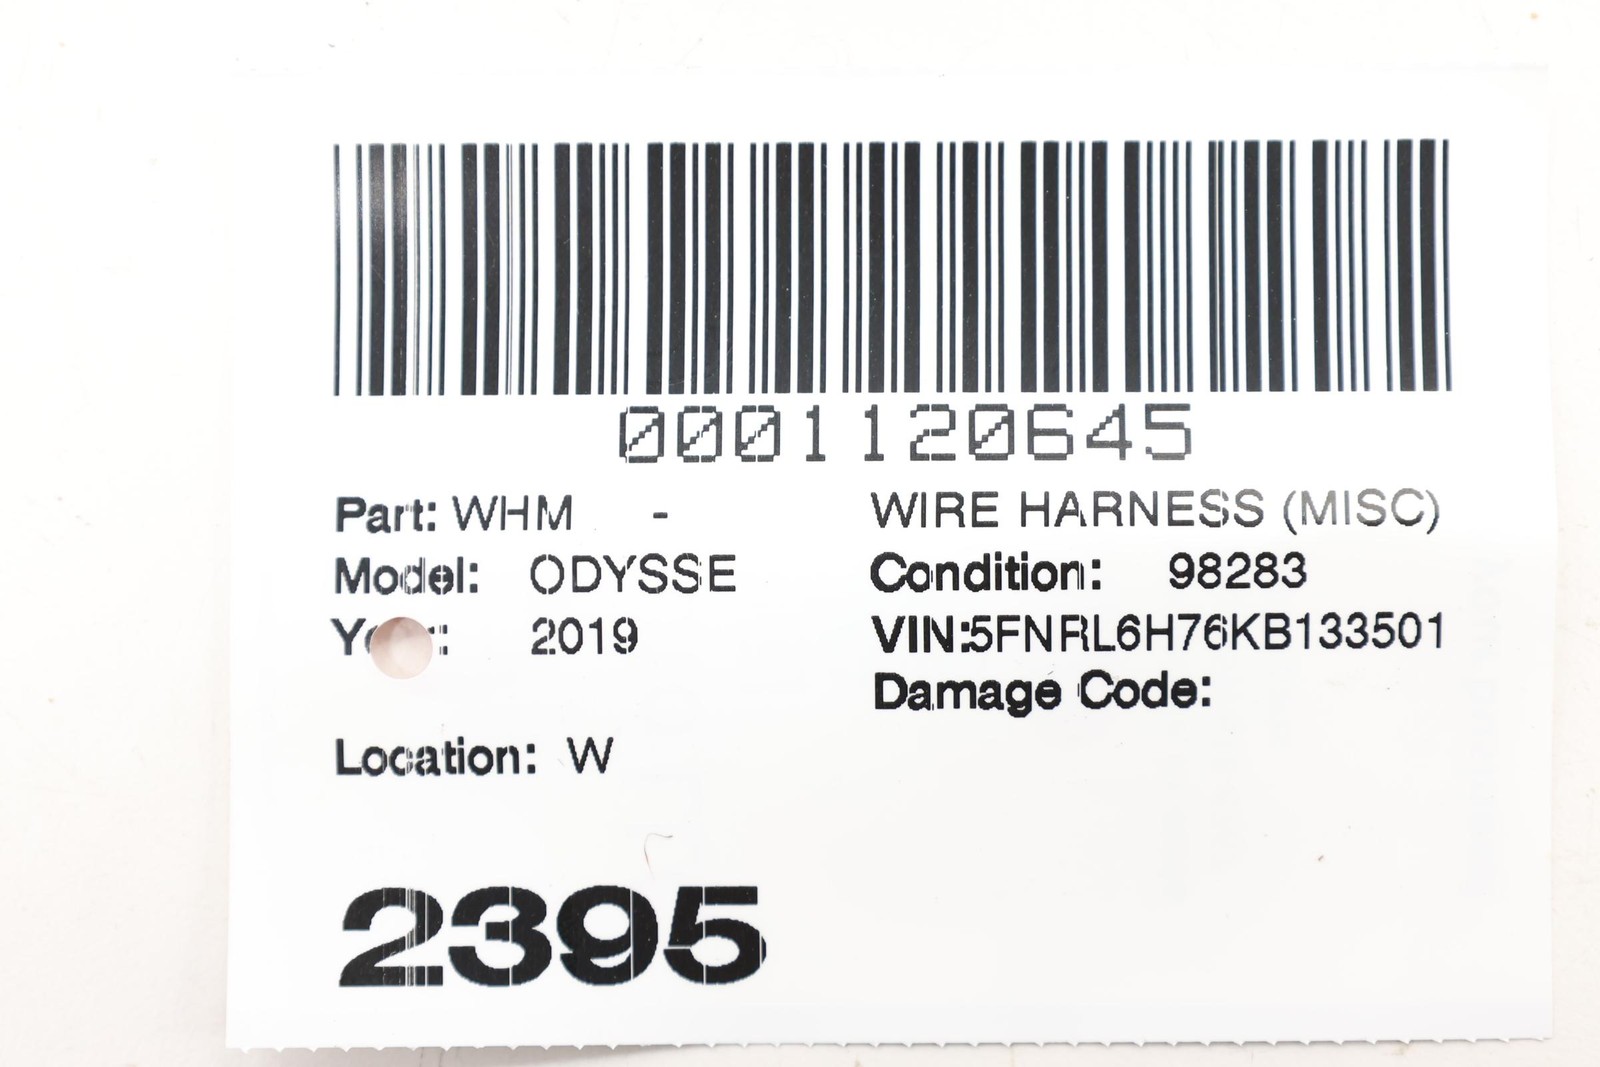 0001120645
Part: WHM - WIRE HARNESS (MISC)
Model: ODYSSE Condition: 98283
2019 VIN:5FNRL6H76KB133501
Damage Code:
Location: W
2395